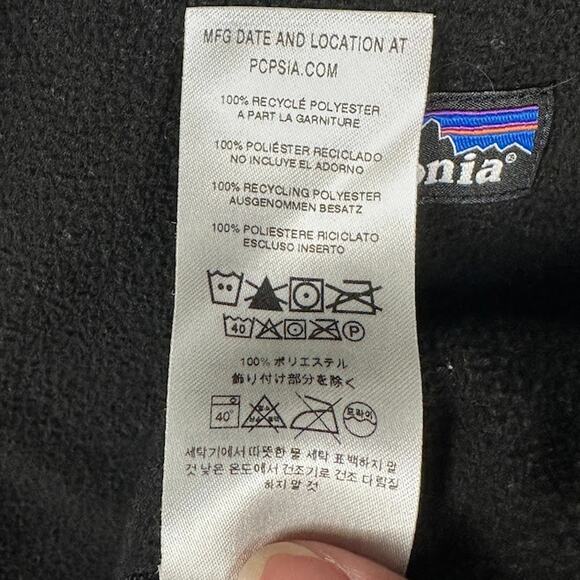 MFG DATE AND LOCATION AT
PCPSIA.COM
100% RECYCLÉ POLYESTER
A PART LA GARNITURE
nia®
100% POLIÉSTER RECICLADO
NO INCLUYE EL ADORNO
100% RECYCLING POLYESTER
AUSGENOMMEN BESATZ
100% POLIESTERE RICICLATO
ESCLUSO INSERTO
40 P
100% ポリエステル
飾り付け部分を除く
40° 드라이
세탁기에서 따뜻한 물 세탁 표백하지 말
것 낮은 온도에서 건조기로 건조 다림질
하지 말 것